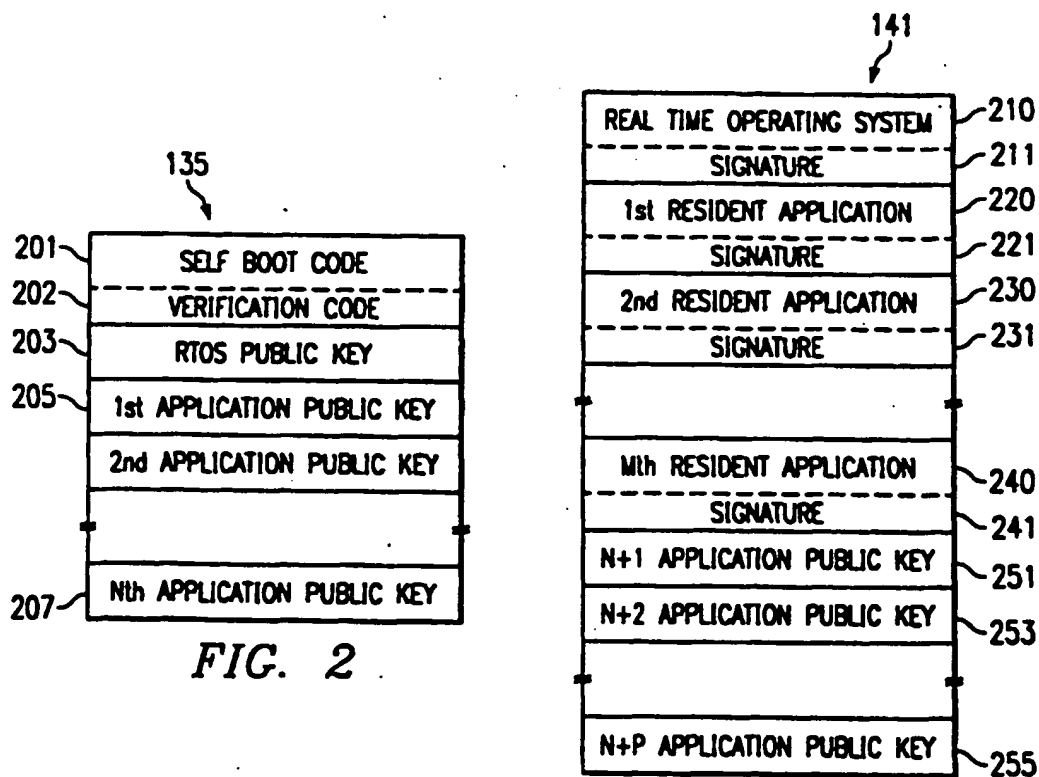 135
201
SELF BOOT CODE
202
VERIFICATION CODE
203
RTOS PUBLIC KEY
205
1st APPLICATION PUBLIC KEY
2nd APPLICATION PUBLIC KEY
207
Nth APPLICATION PUBLIC KEY
FIG. 2
141
REAL TIME OPERATING SYSTEM
210
SIGNATURE
211
1st RESIDENT APPLICATION
220
SIGNATURE
221
2nd RESIDENT APPLICATION
230
SIGNATURE
231
Mth RESIDENT APPLICATION
240
SIGNATURE
241
N+1 APPLICATION PUBLIC KEY
251
N+2 APPLICATION PUBLIC KEY
253
N+P APPLICATION PUBLIC KEY
255